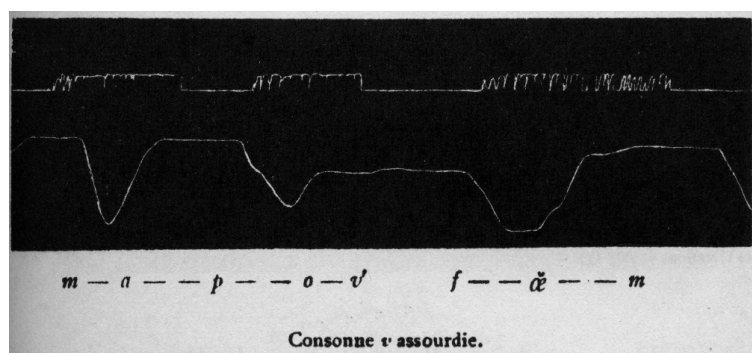 m — a — — p — — o — v' f — — œ̆ — — m
Consonne v assourdie.